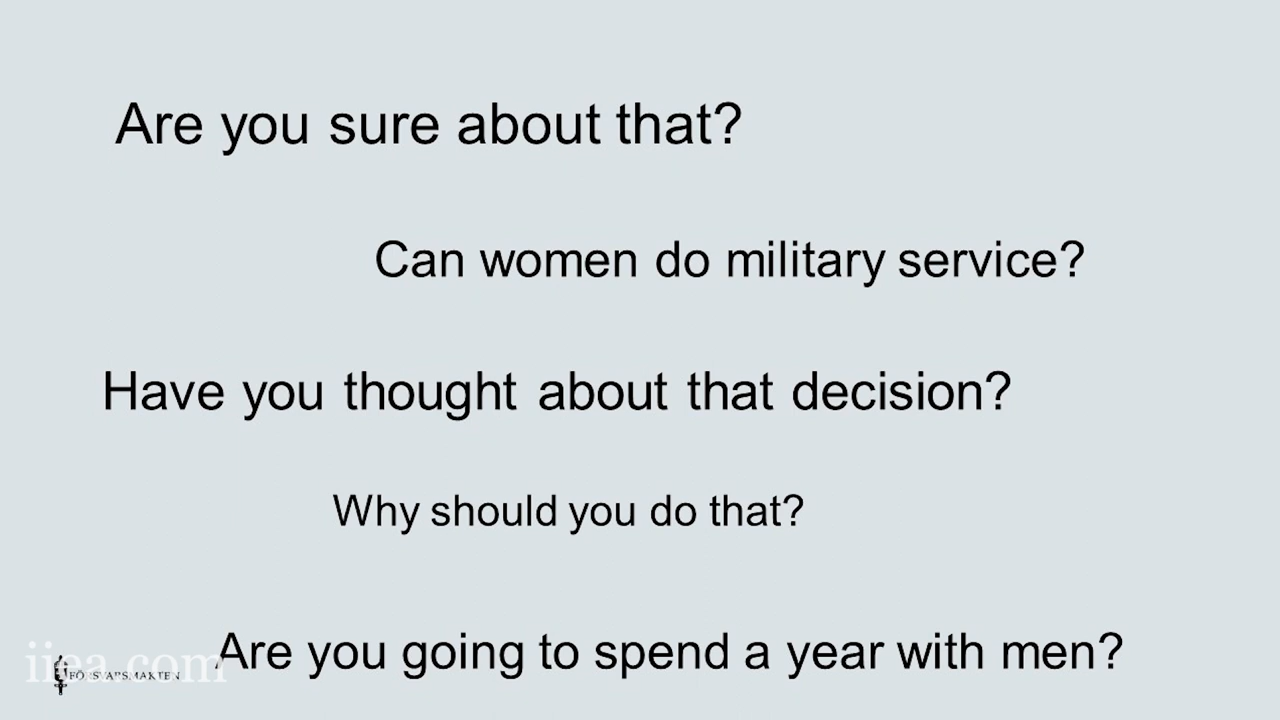 Are you sure about that?
Can women do military service?
Have you thought about that decision?
Why should you do that?
Are you going to spend a year with men?
iiea.com
FÖRSVARSMAKTEN